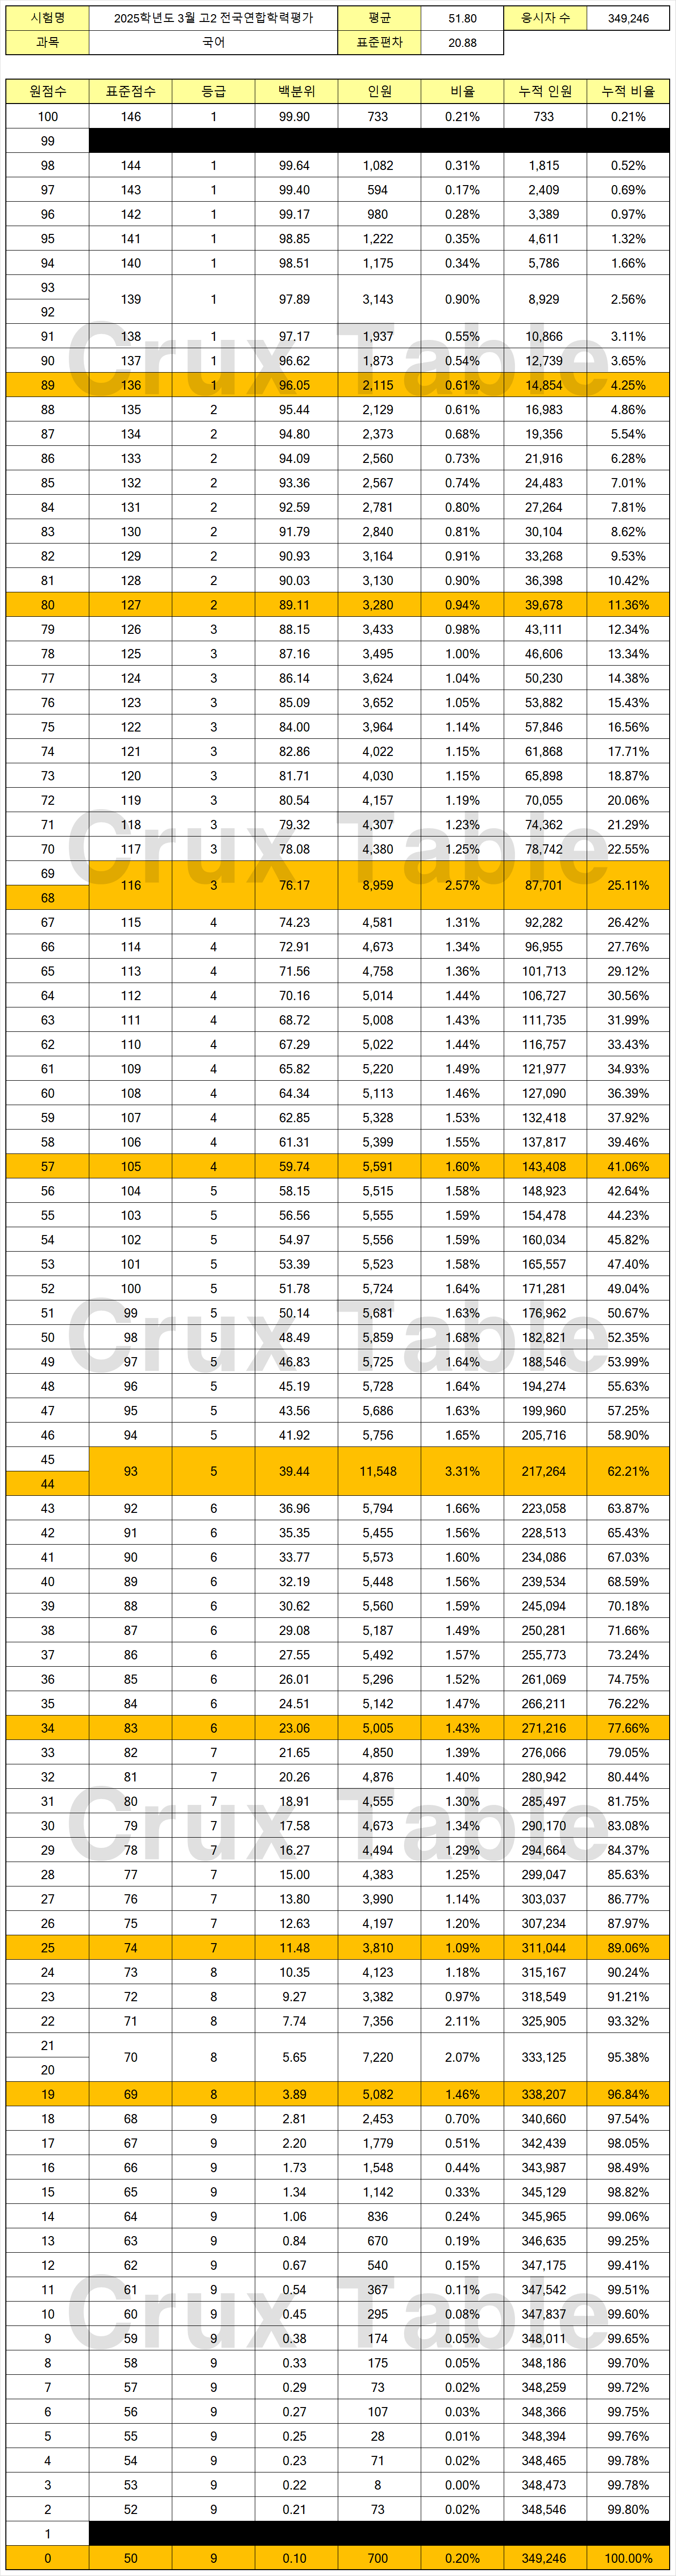 시험명 2025학년도 3월 고2 전국연합학력평가 평균 51.80 응시자 수 349,246
과목 국어 표준편차 20.88
원점수 표준점수 등급 백분위 인원 비율 누적 인원 누적 비율
100 146 1 99.90 733 0.21% 733 0.21%
99
98 144 1 99.64 1,082 0.31% 1,815 0.52%
97 143 1 99.40 594 0.17% 2,409 0.69%
96 142 1 99.17 980 0.28% 3,389 0.97%
95 141 1 98.85 1,222 0.35% 4,611 1.32%
94 140 1 98.51 1,175 0.34% 5,786 1.66%
93
139 1 97.89 3,143 0.90% 8,929 2.56%
92
91 138 1 97.17 1,937 0.55% 10,866 3.11%
90 137 1 96.62 1,873 0.54% 12,739 3.65%
Crux Table
89 136 1 96.05 2,115 0.61% 14,854 4.25%
88 135 2 95.44 2,129 0.61% 16,983 4.86%
87 134 2 94.80 2,373 0.68% 19,356 5.54%
86 133 2 94.09 2,560 0.73% 21,916 6.28%
85 132 2 93.36 2,567 0.74% 24,483 7.01%
84 131 2 92.59 2,781 0.80% 27,264 7.81%
83 130 2 91.79 2,840 0.81% 30,104 8.62%
82 129 2 90.93 3,164 0.91% 33,268 9.53%
81 128 2 90.03 3,130 0.90% 36,398 10.42%
80 127 2 89.11 3,280 0.94% 39,678 11.36%
79 126 3 88.15 3,433 0.98% 43,111 12.34%
78 125 3 87.16 3,495 1.00% 46,606 13.34%
77 124 3 86.14 3,624 1.04% 50,230 14.38%
76 123 3 85.09 3,652 1.05% 53,882 15.43%
75 122 3 84.00 3,964 1.14% 57,846 16.56%
74 121 3 82.86 4,022 1.15% 61,868 17.71%
73 120 3 81.71 4,030 1.15% 65,898 18.87%
72 119 3 80.54 4,157 1.19% 70,055 20.06%
71 118 3 79.32 4,307 1.23% 74,362 21.29%
Crux Table
70 117 3 78.08 4,380 1.25% 78,742 22.55%
69
116 3 76.17 8,959 2.57% 87,701 25.11%
68
67 115 4 74.23 4,581 1.31% 92,282 26.42%
66 114 4 72.91 4,673 1.34% 96,955 27.76%
65 113 4 71.56 4,758 1.36% 101,713 29.12%
64 112 4 70.16 5,014 1.44% 106,727 30.56%
63 111 4 68.72 5,008 1.43% 111,735 31.99%
62 110 4 67.29 5,022 1.44% 116,757 33.43%
61 109 4 65.82 5,220 1.49% 121,977 34.93%
60 108 4 64.34 5,113 1.46% 127,090 36.39%
59 107 4 62.85 5,328 1.53% 132,418 37.92%
58 106 4 61.31 5,399 1.55% 137,817 39.46%
57 105 4 59.74 5,591 1.60% 143,408 41.06%
56 104 5 58.15 5,515 1.58% 148,923 42.64%
55 103 5 56.56 5,555 1.59% 154,478 44.23%
54 102 5 54.97 5,556 1.59% 160,034 45.82%
53 101 5 53.39 5,523 1.58% 165,557 47.40%
52 100 5 51.78 5,724 1.64% 171,281 49.04%
51 99 5 50.14 5,681 1.63% 176,962 50.67%
Crux Table
50 98 5 48.49 5,859 1.68% 182,821 52.35%
49 97 5 46.83 5,725 1.64% 188,546 53.99%
48 96 5 45.19 5,728 1.64% 194,274 55.63%
47 95 5 43.56 5,686 1.63% 199,960 57.25%
46 94 5 41.92 5,756 1.65% 205,716 58.90%
45
93 5 39.44 11,548 3.31% 217,264 62.21%
44
43 92 6 36.96 5,794 1.66% 223,058 63.87%
42 91 6 35.35 5,455 1.56% 228,513 65.43%
41 90 6 33.77 5,573 1.60% 234,086 67.03%
40 89 6 32.19 5,448 1.56% 239,534 68.59%
39 88 6 30.62 5,560 1.59% 245,094 70.18%
38 87 6 29.08 5,187 1.49% 250,281 71.66%
37 86 6 27.55 5,492 1.57% 255,773 73.24%
36 85 6 26.01 5,296 1.52% 261,069 74.75%
35 84 6 24.51 5,142 1.47% 266,211 76.22%
34 83 6 23.06 5,005 1.43% 271,216 77.66%
33 82 7 21.65 4,850 1.39% 276,066 79.05%
32 81 7 20.26 4,876 1.40% 280,942 80.44%
31 80 7 18.91 4,555 1.30% 285,497 81.75%
Crux Table
30 79 7 17.58 4,673 1.34% 290,170 83.08%
29 78 7 16.27 4,494 1.29% 294,664 84.37%
28 77 7 15.00 4,383 1.25% 299,047 85.63%
27 76 7 13.80 3,990 1.14% 303,037 86.77%
26 75 7 12.63 4,197 1.20% 307,234 87.97%
25 74 7 11.48 3,810 1.09% 311,044 89.06%
24 73 8 10.35 4,123 1.18% 315,167 90.24%
23 72 8 9.27 3,382 0.97% 318,549 91.21%
22 71 8 7.74 7,356 2.11% 325,905 93.32%
21
70 8 5.65 7,220 2.07% 333,125 95.38%
20
19 69 8 3.89 5,082 1.46% 338,207 96.84%
18 68 9 2.81 2,453 0.70% 340,660 97.54%
17 67 9 2.20 1,779 0.51% 342,439 98.05%
16 66 9 1.73 1,548 0.44% 343,987 98.49%
15 65 9 1.34 1,142 0.33% 345,129 98.82%
14 64 9 1.06 836 0.24% 345,965 99.06%
13 63 9 0.84 670 0.19% 346,635 99.25%
12 62 9 0.67 540 0.15% 347,175 99.41%
11 61 9 0.54 367 0.11% 347,542 99.51%
Crux Table
10 60 9 0.45 295 0.08% 347,837 99.60%
9 59 9 0.38 174 0.05% 348,011 99.65%
8 58 9 0.33 175 0.05% 348,186 99.70%
7 57 9 0.29 73 0.02% 348,259 99.72%
6 56 9 0.27 107 0.03% 348,366 99.75%
5 55 9 0.25 28 0.01% 348,394 99.76%
4 54 9 0.23 71 0.02% 348,465 99.78%
3 53 9 0.22 8 0.00% 348,473 99.78%
2 52 9 0.21 73 0.02% 348,546 99.80%
1
0 50 9 0.10 700 0.20% 349,246 100.00%